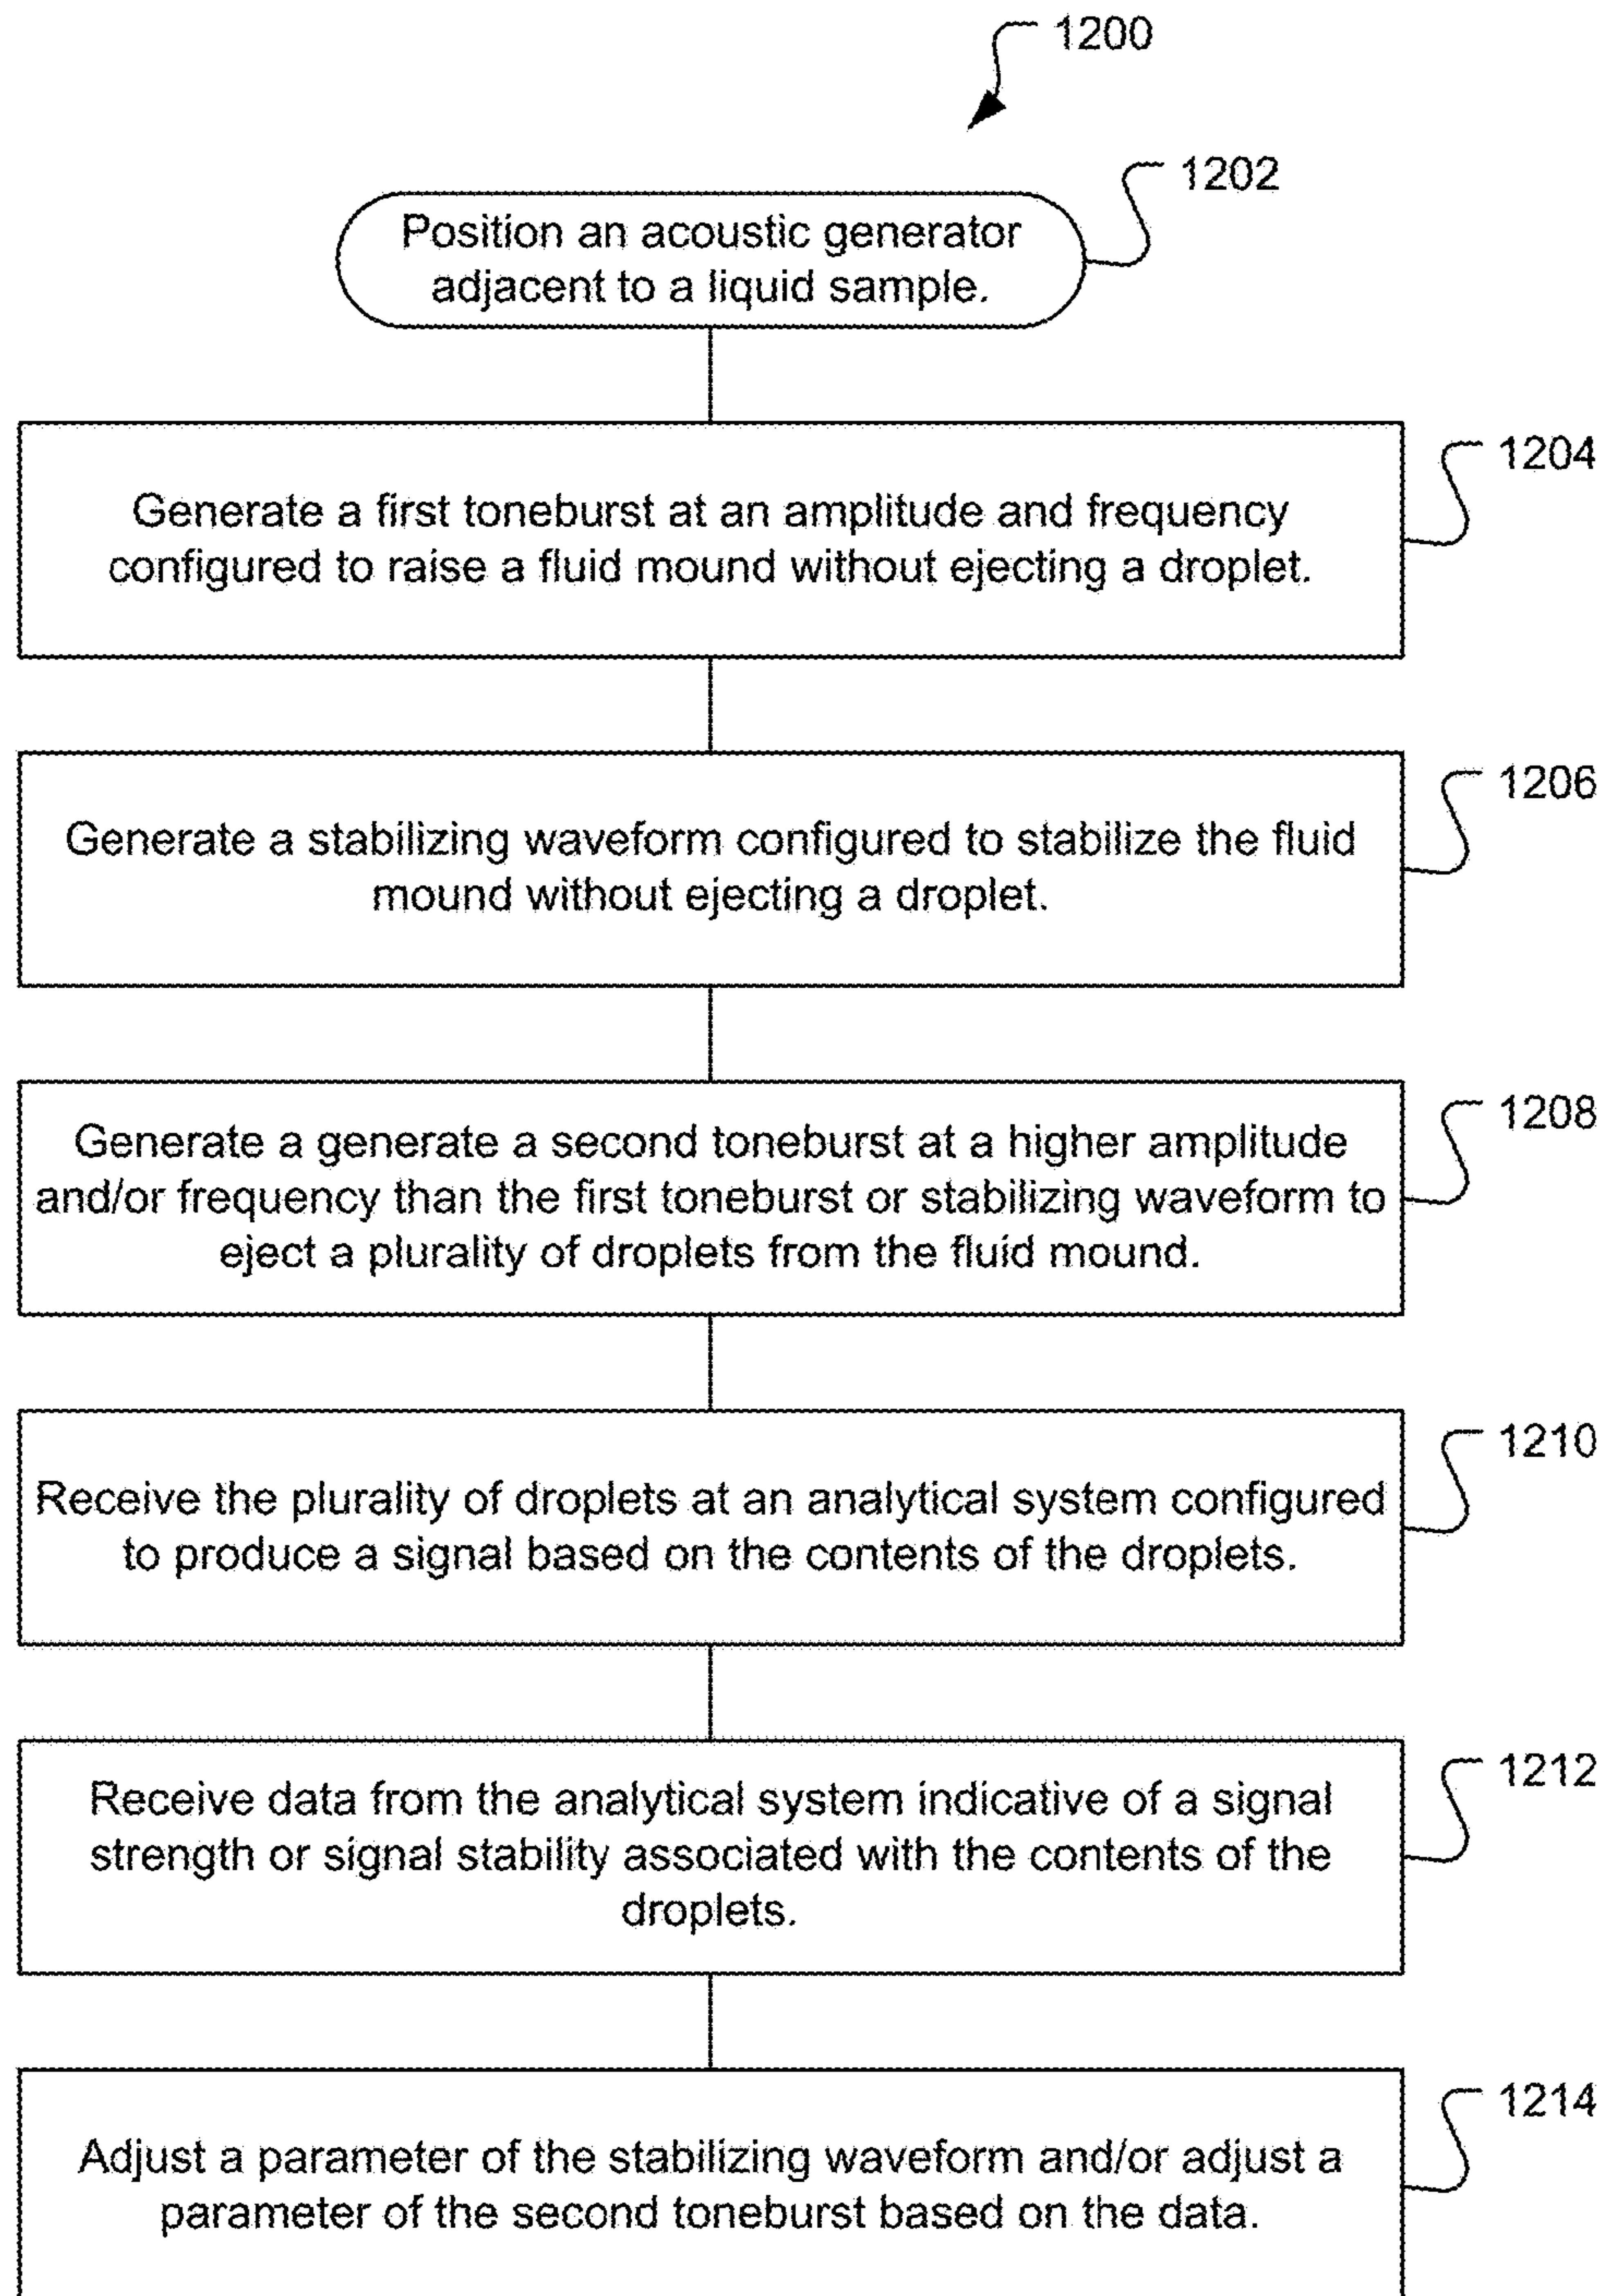 1200
1202
Position an acoustic generator
adjacent to a liquid sample.
1204
Generate a first toneburst at an amplitude and frequency
configured to raise a fluid mound without ejecting a droplet.
1206
Generate a stabilizing waveform configured to stabilize the fluid
mound without ejecting a droplet.
1208
Generate a generate a second toneburst at a higher amplitude
and/or frequency than the first toneburst or stabilizing waveform to
eject a plurality of droplets from the fluid mound.
1210
Receive the plurality of droplets at an analytical system configured
to produce a signal based on the contents of the droplets.
1212
Receive data from the analytical system indicative of a signal
strength or signal stability associated with the contents of the
droplets.
1214
Adjust a parameter of the stabilizing waveform and/or adjust a
parameter of the second toneburst based on the data.